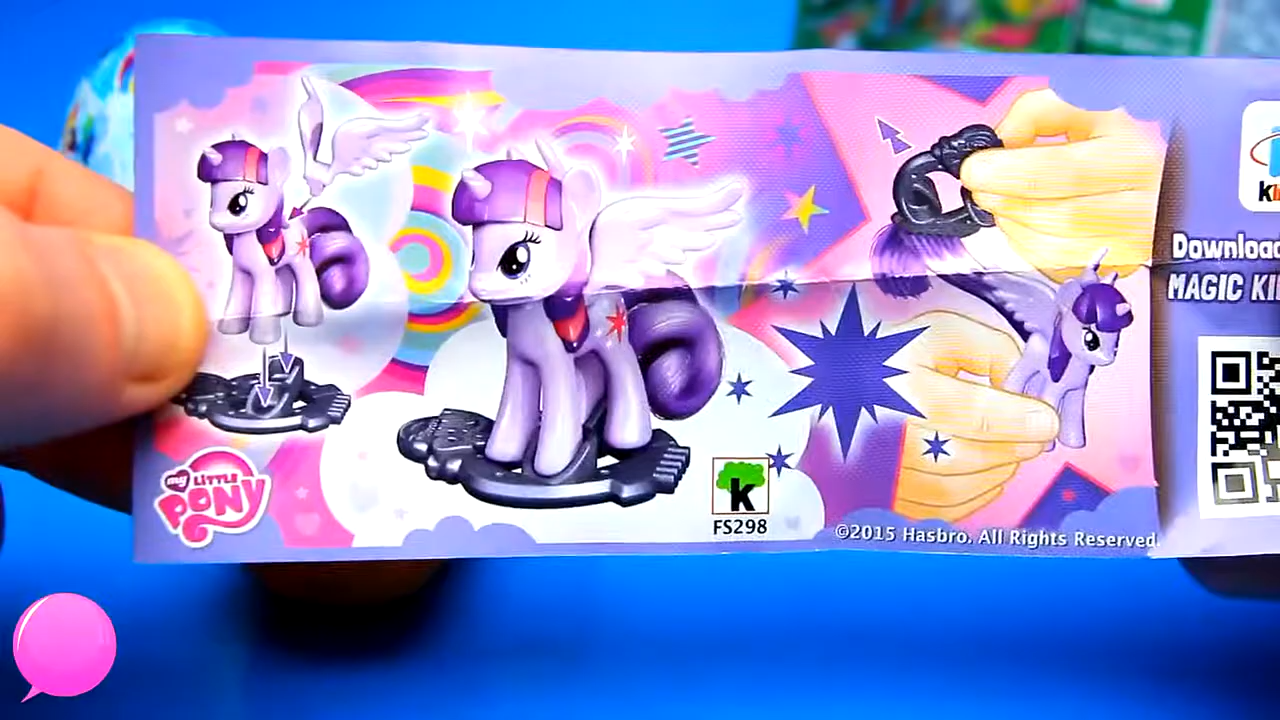 my LITTLE
PONY
K
FS298
©2015 Hasbro. All Rights Reserved.
Download
MAGIC KI